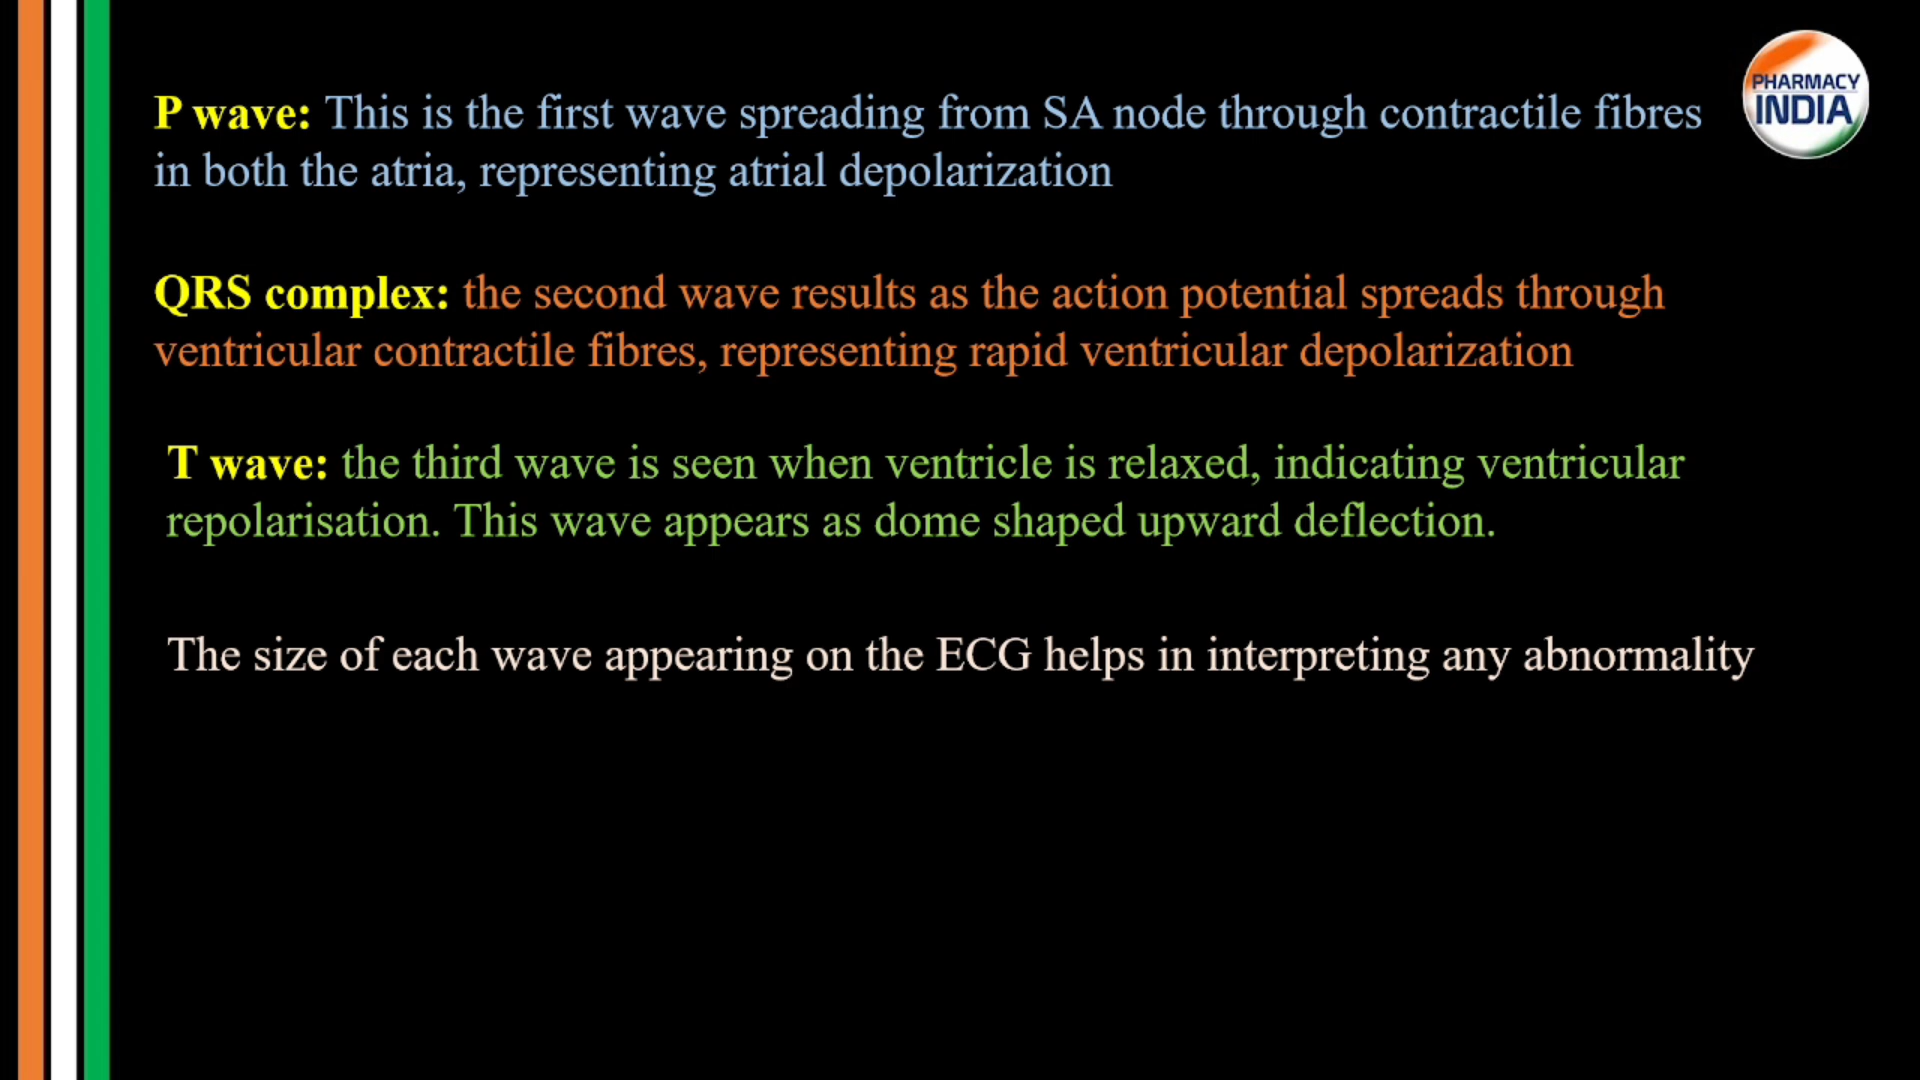 PHARMACY
INDIA
P wave: This is the first wave spreading from SA node through contractile fibres
in both the atria, representing atrial depolarization
QRS complex: the second wave results as the action potential spreads through
ventricular contractile fibres, representing rapid ventricular depolarization
T wave: the third wave is seen when ventricle is relaxed, indicating ventricular
repolarisation. This wave appears as dome shaped upward deflection.
The size of each wave appearing on the ECG helps in interpreting any abnormality